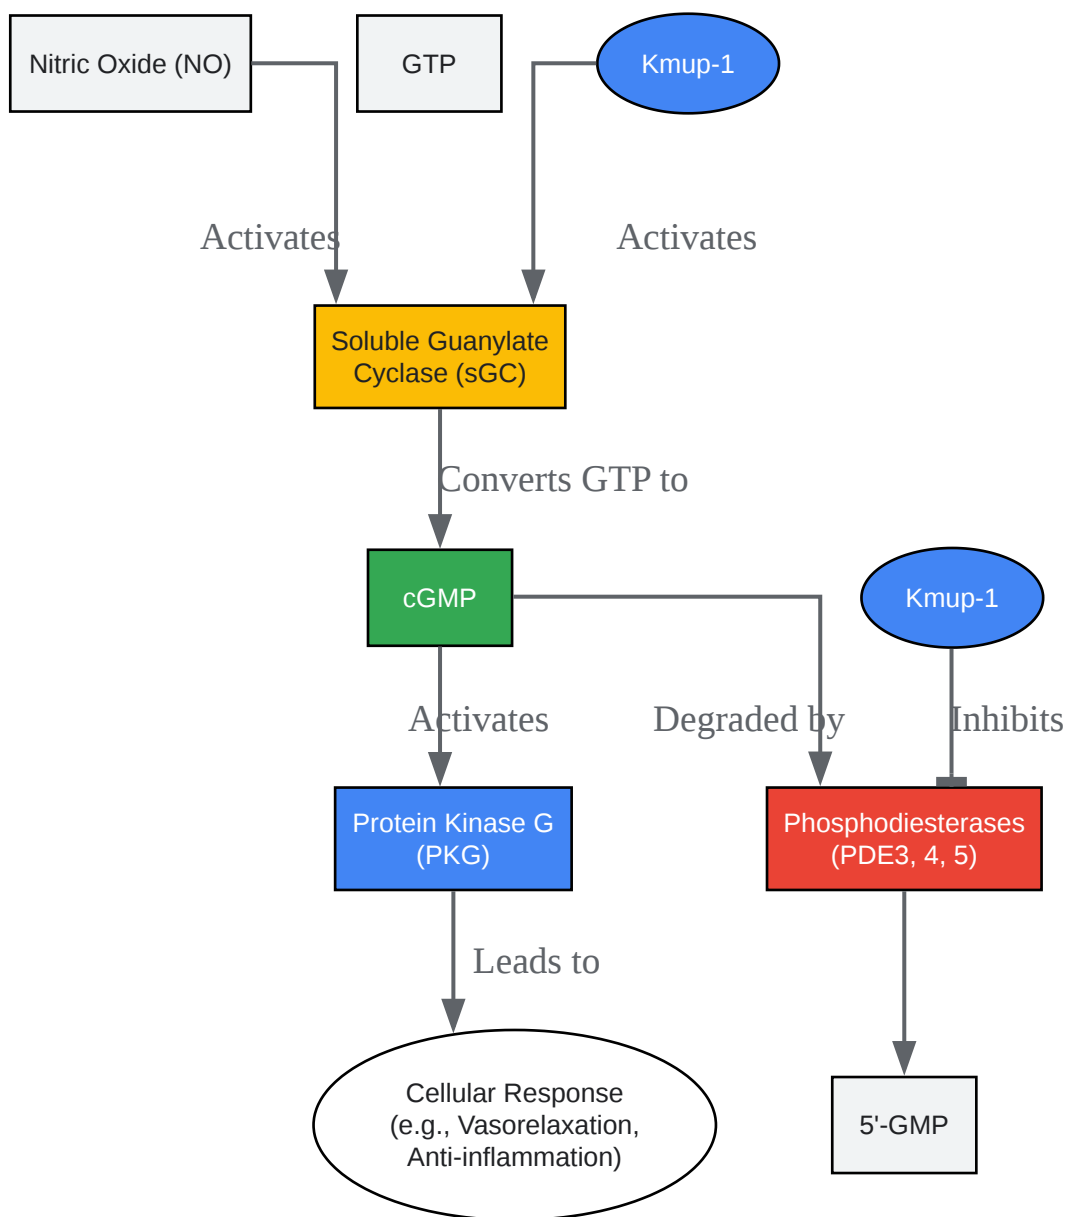 Nitric Oxide (NO)
GTP
Kmup-1
Activates
Activates
Soluble Guanylate
Cyclase (sGC)
Converts GTP to
cGMP
Kmup-1
Activates
Degraded by
Inhibits
Protein Kinase G
(PKG)
Phosphodiesterases
(PDE3, 4, 5)
Leads to
Cellular Response
(e.g., Vasorelaxation,
Anti-inflammation)
5'-GMP